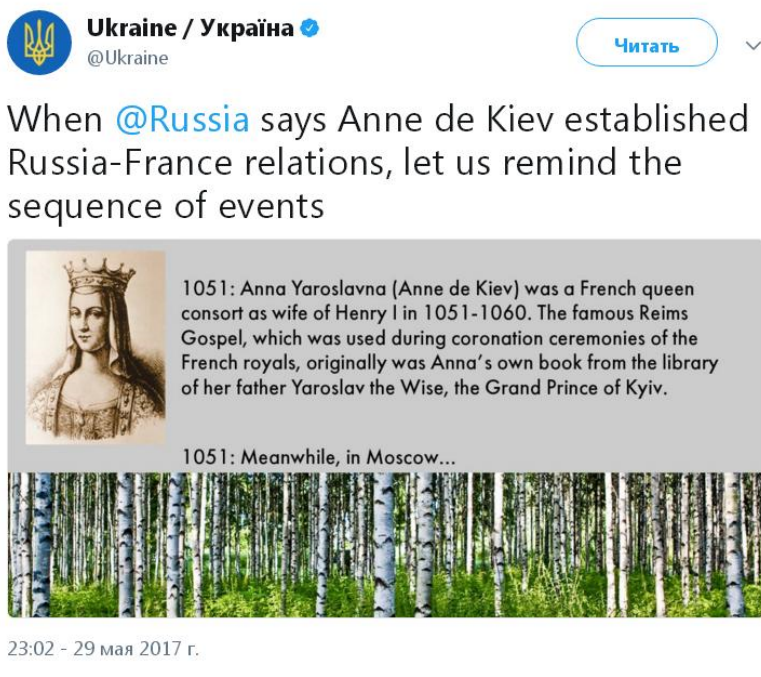 Ukraine / Україна
@Ukraine
Читать
When @Russia says Anne de Kiev established
Russia-France relations, let us remind the
sequence of events
1051: Anna Yaroslavna (Anne de Kiev) was a French queen
consort as wife of Henry I in 1051-1060. The famous Reims
Gospel, which was used during coronation ceremonies of the
French royals, originally was Anna's own book from the library
of her father Yaroslav the Wise, the Grand Prince of Kyiv.
1051: Meanwhile, in Moscow...
23:02 - 29 мая 2017 г.